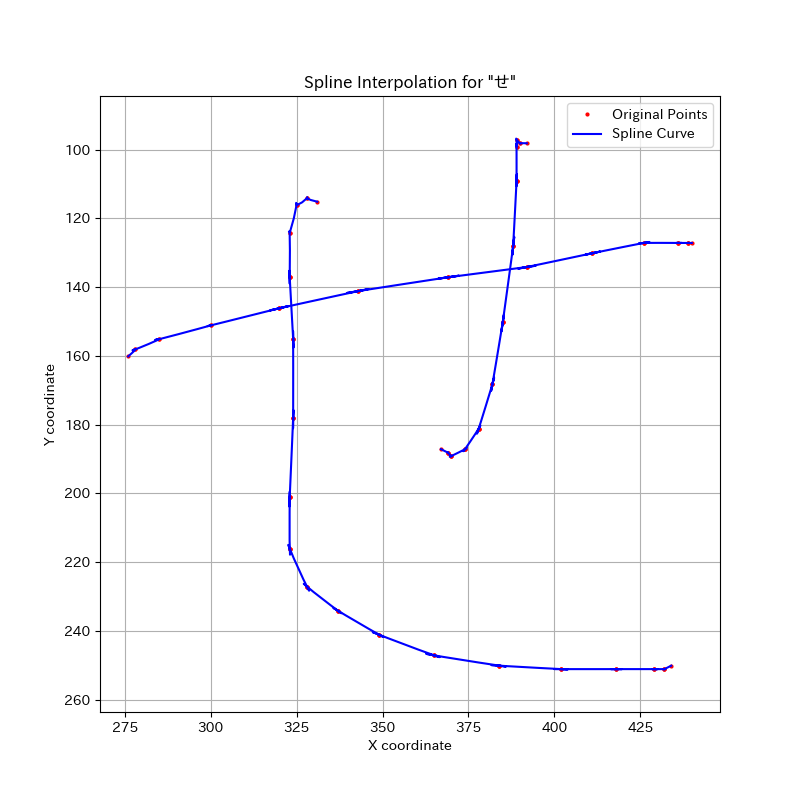 Spline Interpolation for "せ"
Original Points
Spline Curve
100
120
140
160
180
200
220
240
260
Y coordinate
275 300 325 350 375 400 425
X coordinate
せ